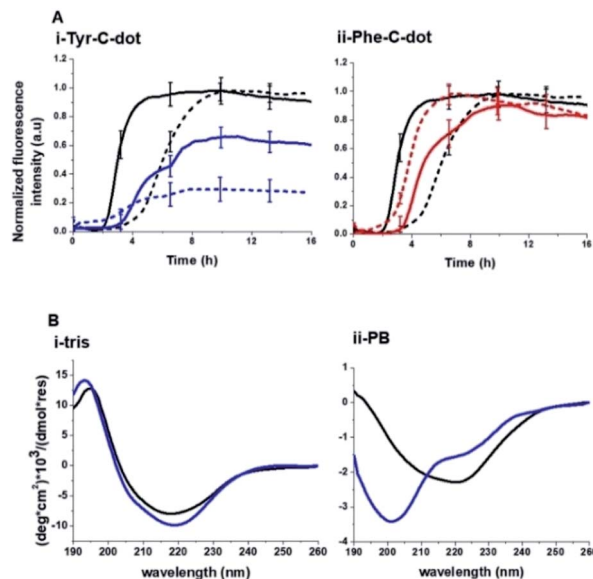 A
i-Tyr-C-dot
ii-Phe-C-dot
Normalized fluorescence
intensity (a.u)
1.0
0.8
0.6
0.4
0.2
0.0
0 4 8 12 16
Time (h)
1.0
0.8
0.6
0.4
0.2
0.0
0 4 8 12 16
Time (h)
B
i-tris
ii-PB
(deg*cm²)*10³/(dmol*res)
15
10
5
0
-5
-10
190 200 210 220 230 240 250 260
wavelength (nm)
1
0
-1
-2
-3
-4
190 200 210 220 230 240 250 260
wavelength (nm)